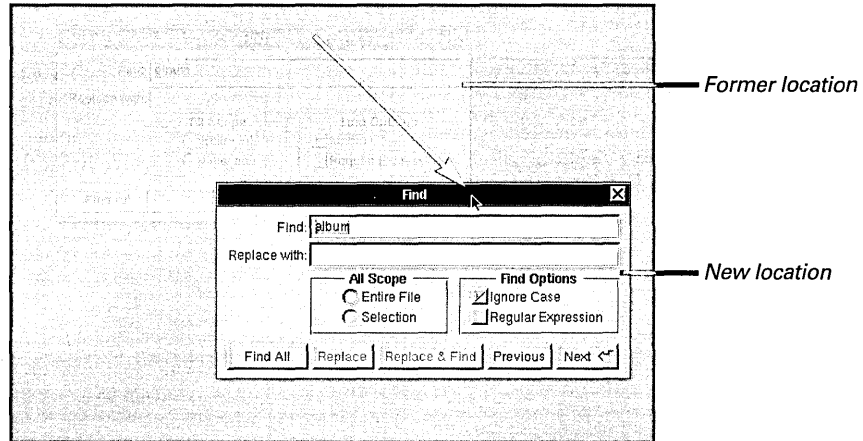 Former location
Find
Find: album
Replace with:
New location
All Scope
Find Options
Entire File
Ignore Case
Selection
Regular Expression
Find All Replace Replace & Find Previous Next